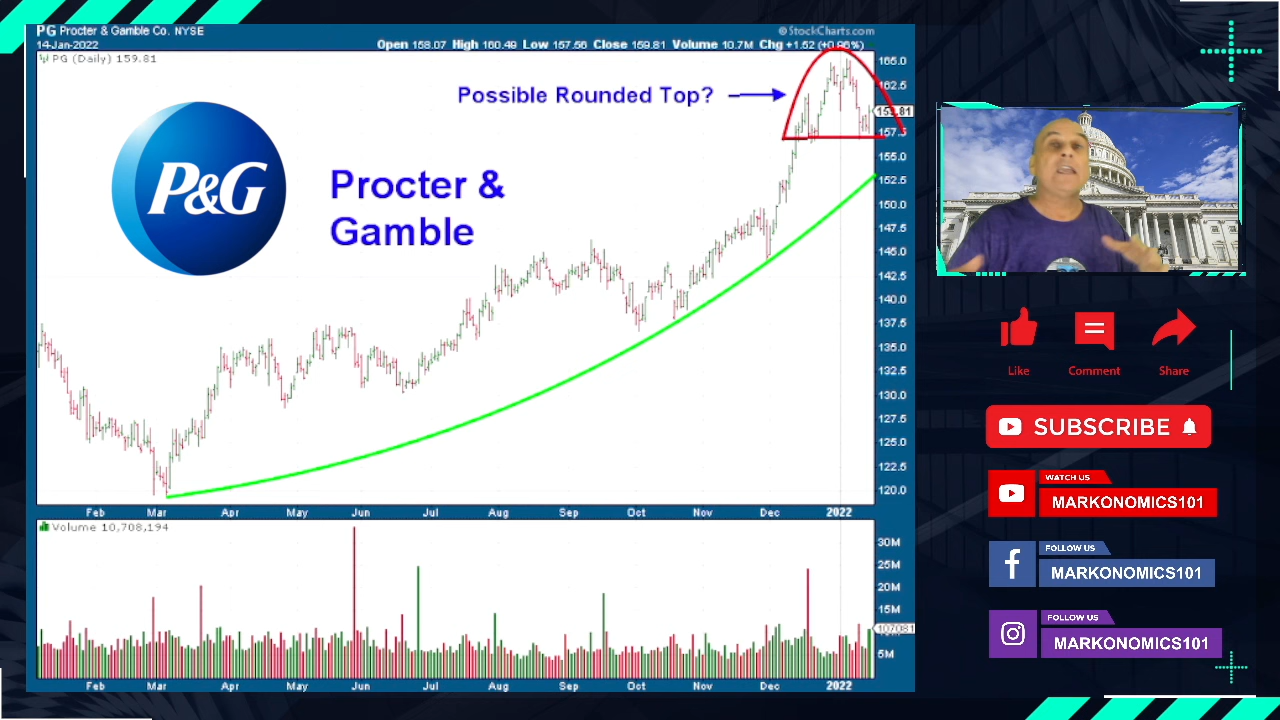 PG Procter & Gamble Co. NYSE
©StockCharts.com
14-Jan-2022
Open 158.07 High 160.49 Low 157.56 Close 159.81 Volume 10.7M Chg +1.52 (+0.96%)
PG (Daily) 159.81
Possible Rounded Top?
P&G
Procter &
Gamble
165.0
162.5
159.81
157.5
155.0
152.5
150.0
147.5
145.0
142.5
140.0
137.5
135.0
132.5
130.0
127.5
125.0
122.5
120.0
Feb Mar Apr May Jun Jul Aug Sep Oct Nov Dec 2022
Volume 10,708,194
30M
25M
20M
15M
5M
Feb Mar Apr May Jun Jul Aug Sep Oct Nov Dec 2022
Like Comment Share
SUBSCRIBE
WATCH US
MARKONOMICS101
FOLLOW US
MARKONOMICS101
FOLLOW US
MARKONOMICS101